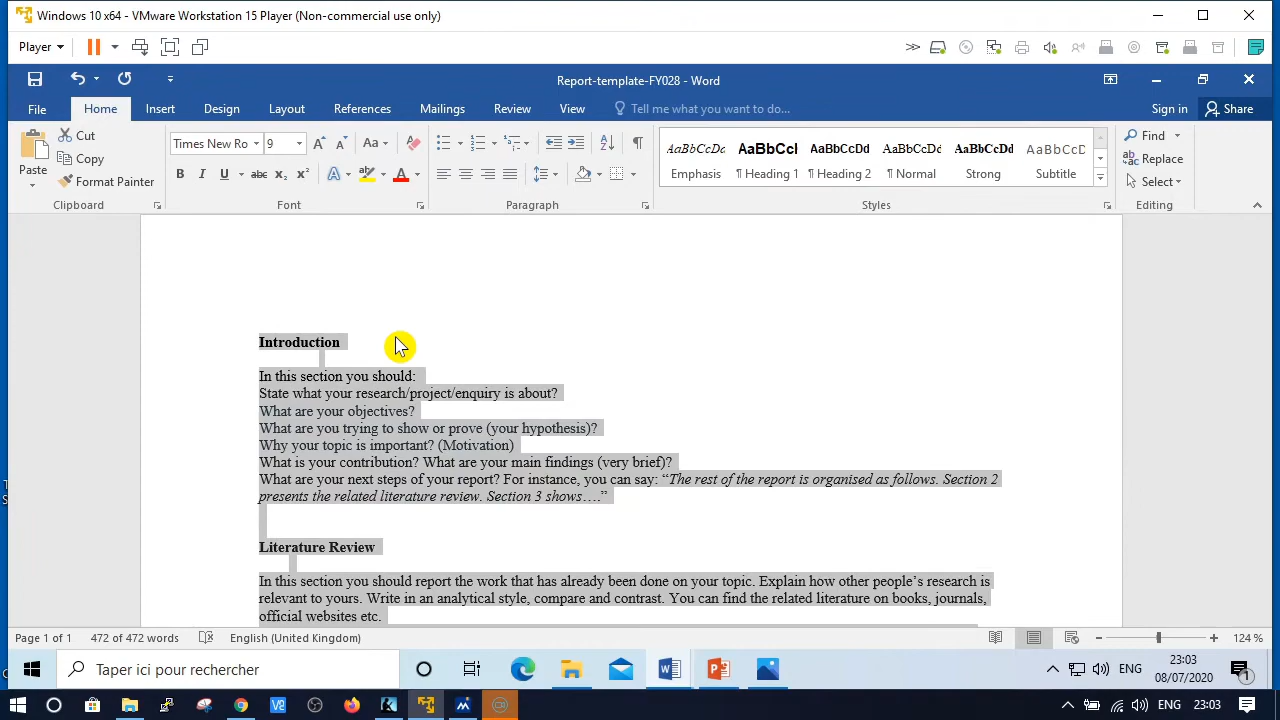 Windows 10 x64 - VMware Workstation 15 Player (Non-commercial use only)
Player
Report-template-FY028 - Word
File Home Insert Design Layout References Mailings Review View Tell me what you want to do... Sign in Share
Paste
Cut
Copy
Format Painter
Clipboard
Times New Ro 9
Aa
B I U abc x₂ x² A A
Font
Paragraph
AaBbCcDc AaBbCcI AaBbCcDc AaBbCcDd AaBbCcDd AaBbCcD
Emphasis ¶ Heading 1 ¶ Heading 2 ¶ Normal Strong Subtitle
Styles
Find
Replace
Select
Editing
Introduction
In this section you should:
State what your research/project/enquiry is about?
What are your objectives?
What are you trying to show or prove (your hypothesis)?
Why your topic is important? (Motivation)
What is your contribution? What are your main findings (very brief)?
What are your next steps of your report? For instance, you can say: “The rest of the report is organised as follows. Section 2
presents the related literature review. Section 3 shows….”
Literature Review
In this section you should report the work that has already been done on your topic. Explain how other people’s research is
relevant to yours. Write in an analytical style, compare and contrast. You can find the related literature on books, journals,
official websites etc.
Page 1 of 1 472 of 472 words English (United Kingdom) 124 %
Taper ici pour rechercher
ENG
23:03
08/07/2020
1
ENG 23:03